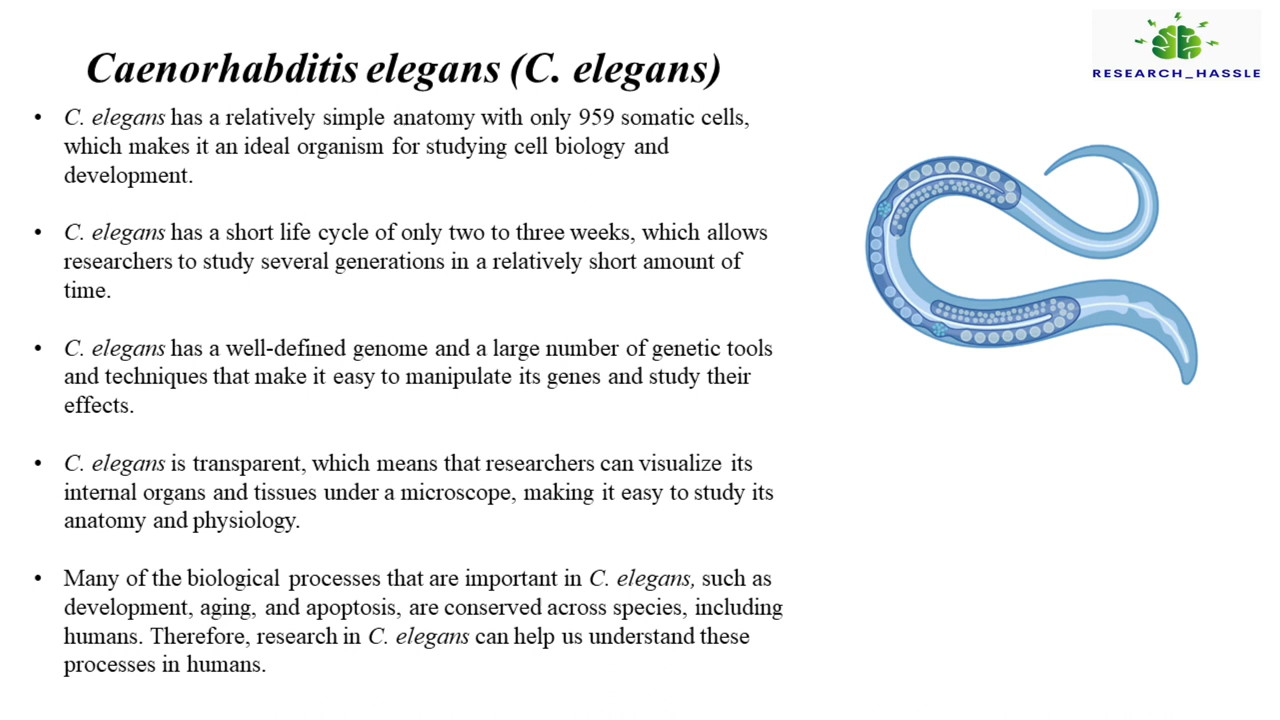 Caenorhabditis elegans (C. elegans)
RESEARCH_HASSLE
• C. elegans has a relatively simple anatomy with only 959 somatic cells,
which makes it an ideal organism for studying cell biology and
development.
• C. elegans has a short life cycle of only two to three weeks, which allows
researchers to study several generations in a relatively short amount of
time.
• C. elegans has a well-defined genome and a large number of genetic tools
and techniques that make it easy to manipulate its genes and study their
effects.
• C. elegans is transparent, which means that researchers can visualize its
internal organs and tissues under a microscope, making it easy to study its
anatomy and physiology.
• Many of the biological processes that are important in C. elegans, such as
development, aging, and apoptosis, are conserved across species, including
humans. Therefore, research in C. elegans can help us understand these
processes in humans.